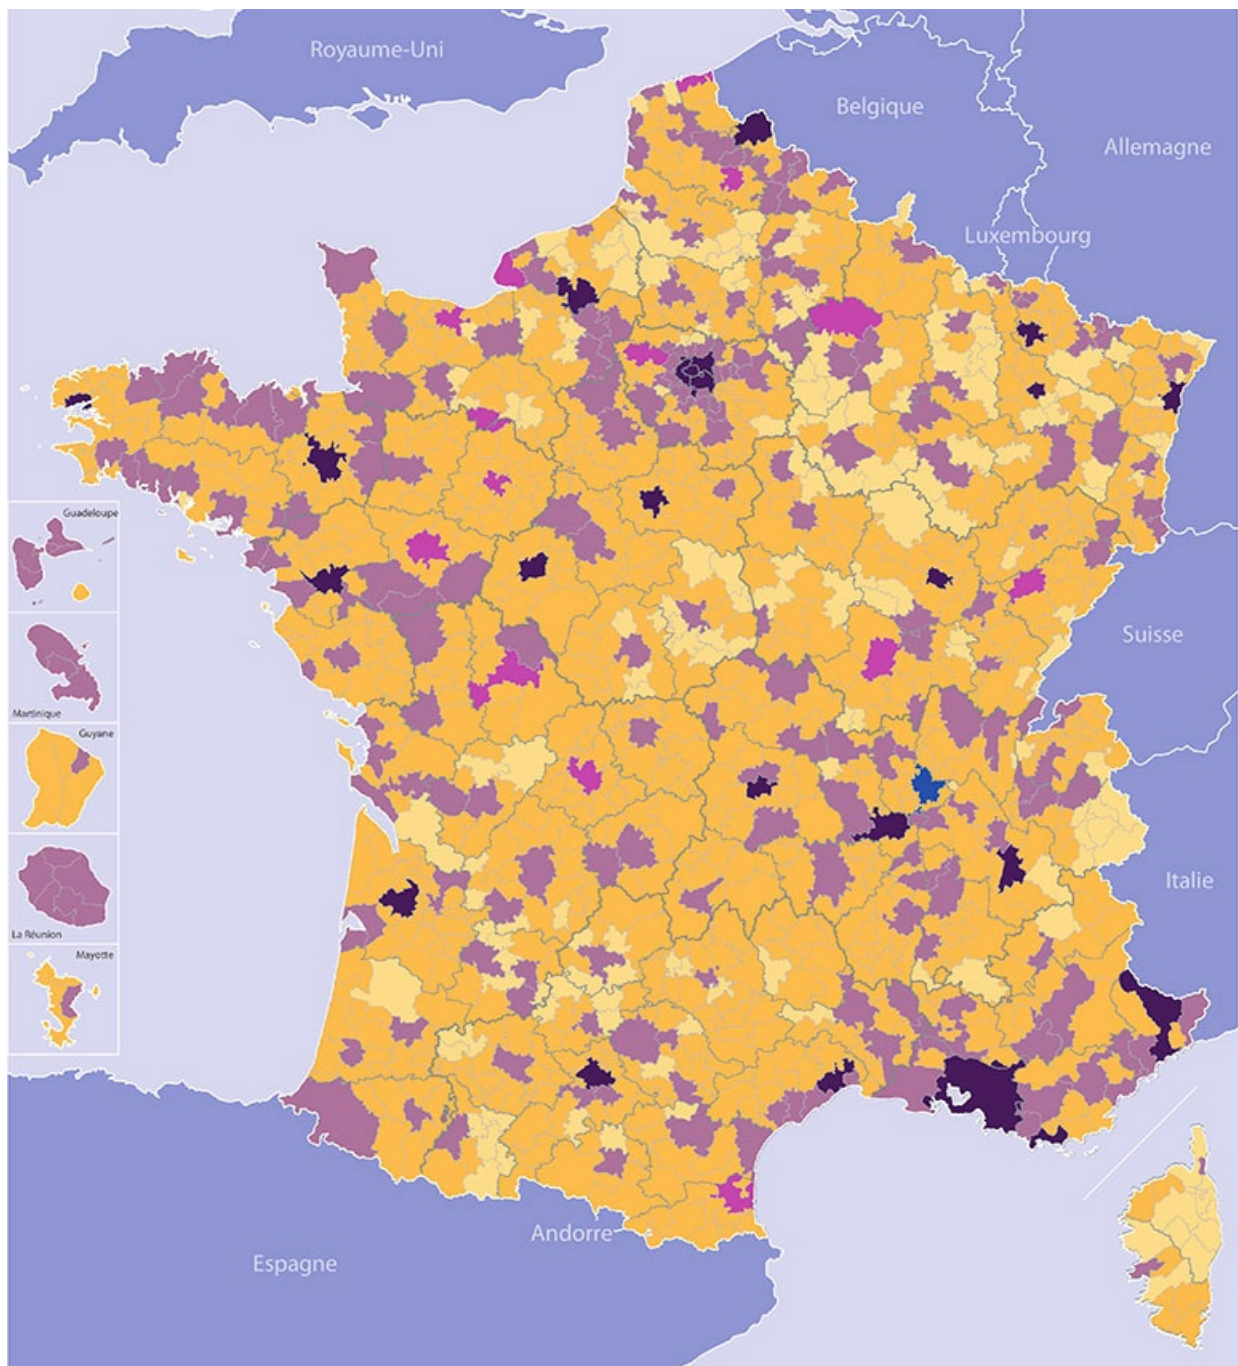 Royaume-Uni
Belgique
Allemagne
Luxembourg
Guadeloupe
Martinique
Guyane
La Réunion
Mayotte
Suisse
Italie
Andorre
Espagne